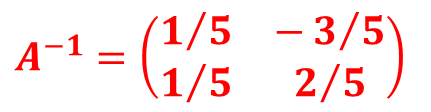 A⁻¹ = (1/5 − 3/5
1/5 2/5)